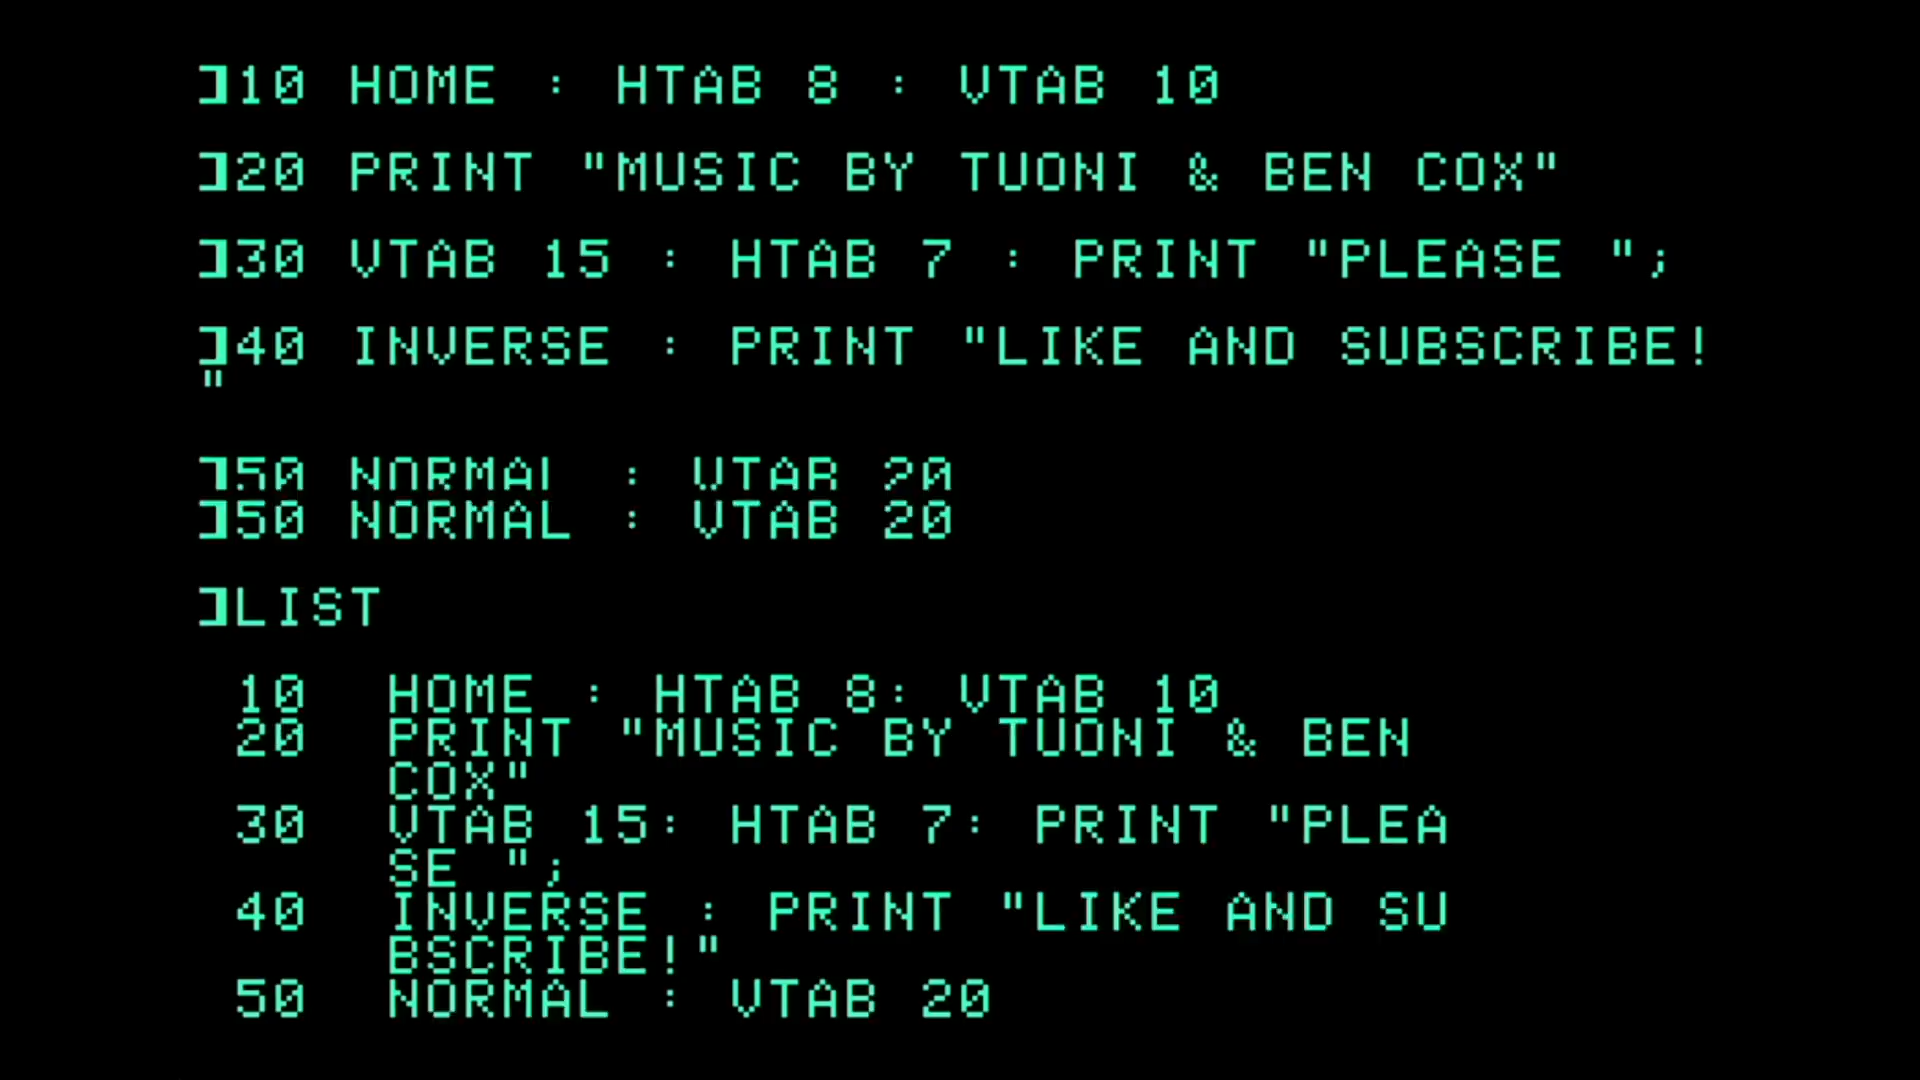 ]10 HOME : HTAB 8 : VTAB 10
]20 PRINT "MUSIC BY TUONI & BEN COX"
]30 VTAB 15 : HTAB 7 : PRINT "PLEASE ";
]40 INVERSE : PRINT "LIKE AND SUBSCRIBE!
"
]50 NORMAL : VTAB 20
]50 NORMAL : VTAB 20
]LIST
10 HOME : HTAB 8: VTAB 10
20 PRINT "MUSIC BY TUONI & BEN
COX"
30 VTAB 15: HTAB 7: PRINT "PLEA
SE ";
40 INVERSE : PRINT "LIKE AND SU
BSCRIBE!"
50 NORMAL : VTAB 20